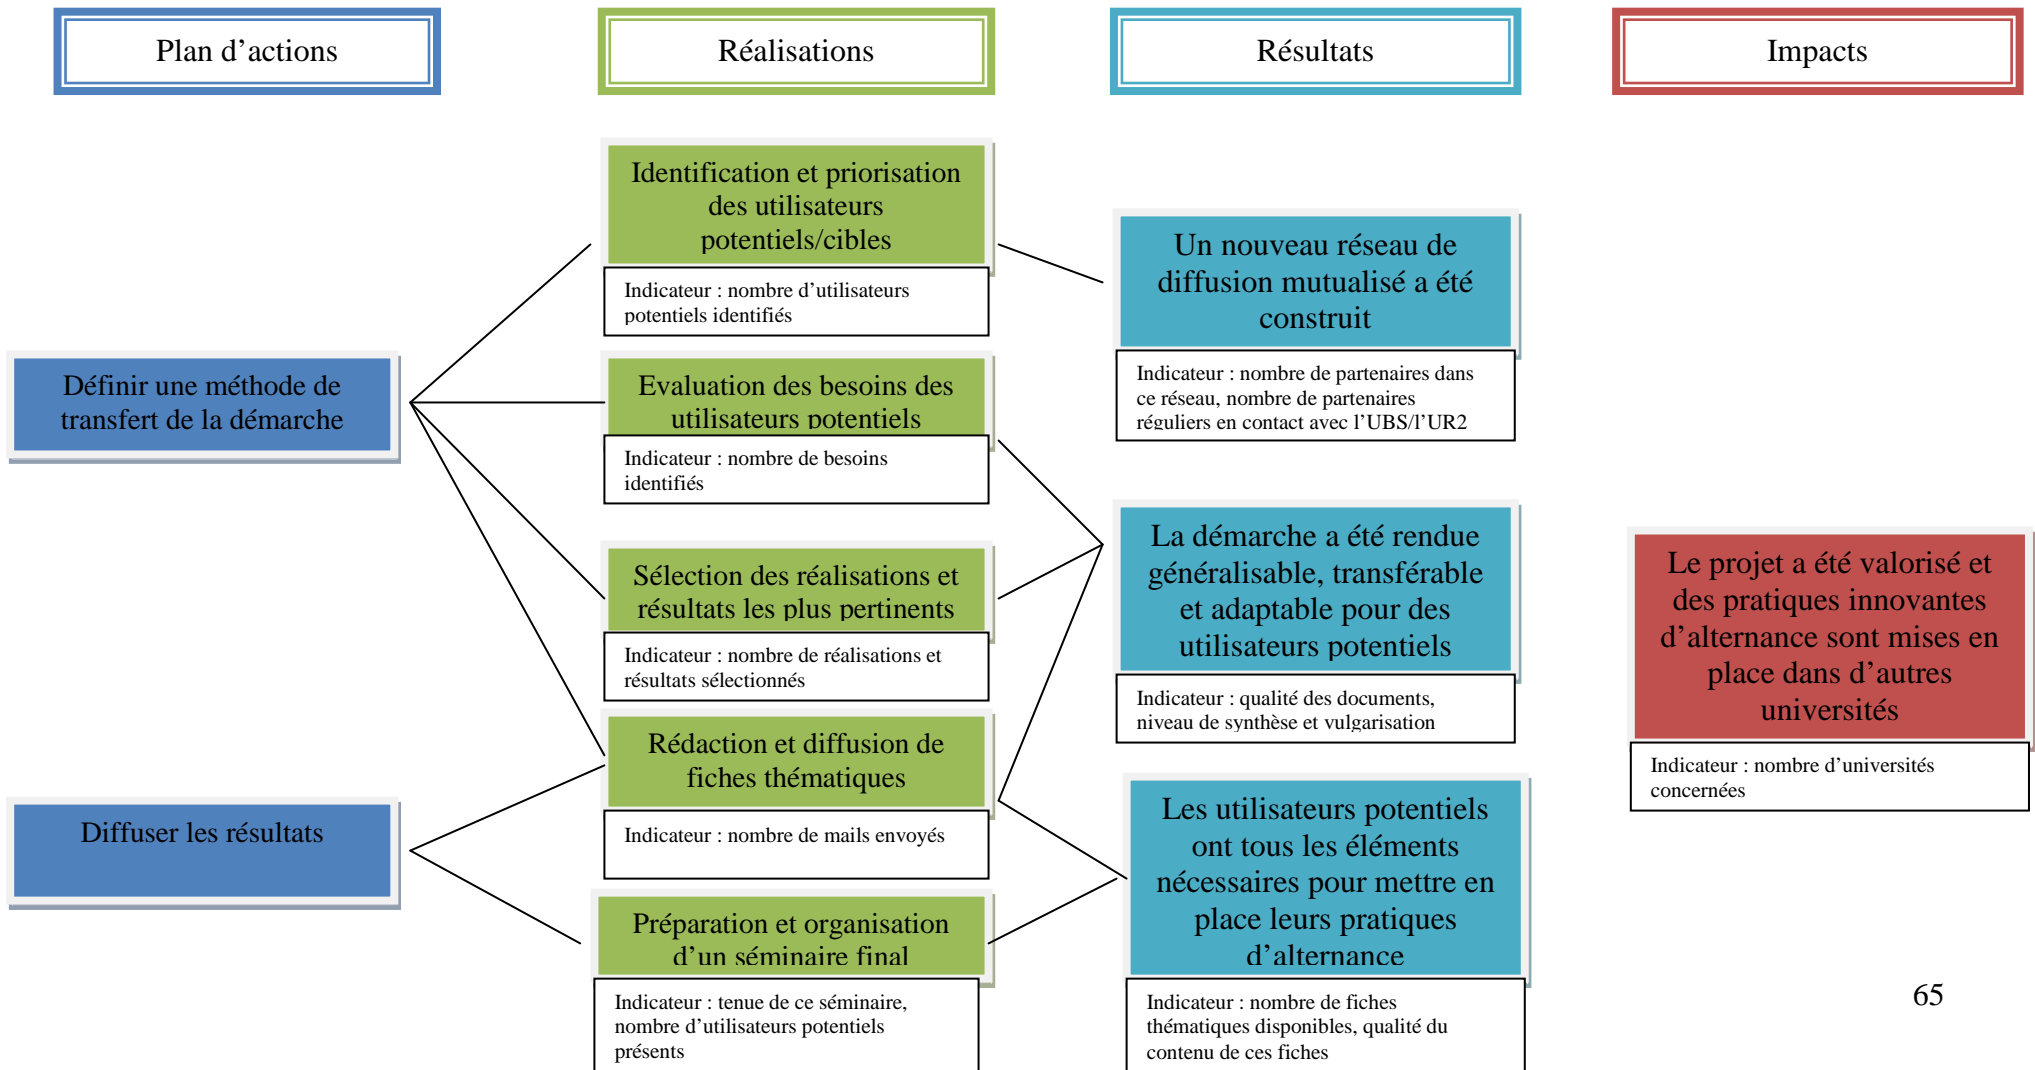 Plan d’actions
Réalisations
Résultats
Impacts
Définir une méthode de
transfert de la démarche
Diffuser les résultats
Identification et priorisation
des utilisateurs
potentiels/cibles
Indicateur : nombre d’utilisateurs
potentiels identifiés
Evaluation des besoins des
utilisateurs potentiels
Indicateur : nombre de besoins
identifiés
Sélection des réalisations et
résultats les plus pertinents
Indicateur : nombre de réalisations et
résultats sélectionnés
Rédaction et diffusion de
fiches thématiques
Indicateur : nombre de mails envoyés
Préparation et organisation
d’un séminaire final
Indicateur : tenue de ce séminaire,
nombre d’utilisateurs potentiels
présents
Un nouveau réseau de
diffusion mutualisé a été
construit
Indicateur : nombre de partenaires dans
ce réseau, nombre de partenaires
réguliers en contact avec l’UBS/l’UR2
La démarche a été rendue
généralisable, transférable
et adaptable pour des
utilisateurs potentiels
Indicateur : qualité des documents,
niveau de synthèse et vulgarisation
Les utilisateurs potentiels
ont tous les éléments
nécessaires pour mettre en
place leurs pratiques
d’alternance
Indicateur : nombre de fiches
thématiques disponibles, qualité du
contenu de ces fiches
Le projet a été valorisé et
des pratiques innovantes
d’alternance sont mises en
place dans d’autres
universités
Indicateur : nombre d’universités
concernées
65